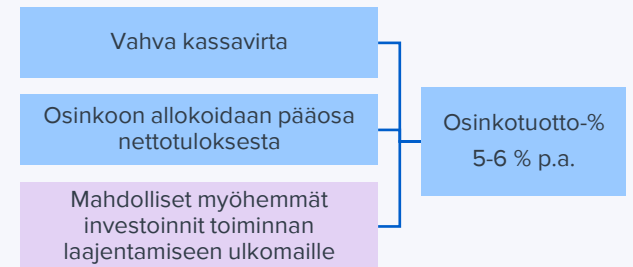 Vahva kassavirta
Osinkoon allokoidaan pääosa
nettotuloksesta
Mahdolliset myöhemmät
investoinnit toiminnan
laajentamiseen ulkomaille
Osinkotuotto-%
5-6 % p.a.